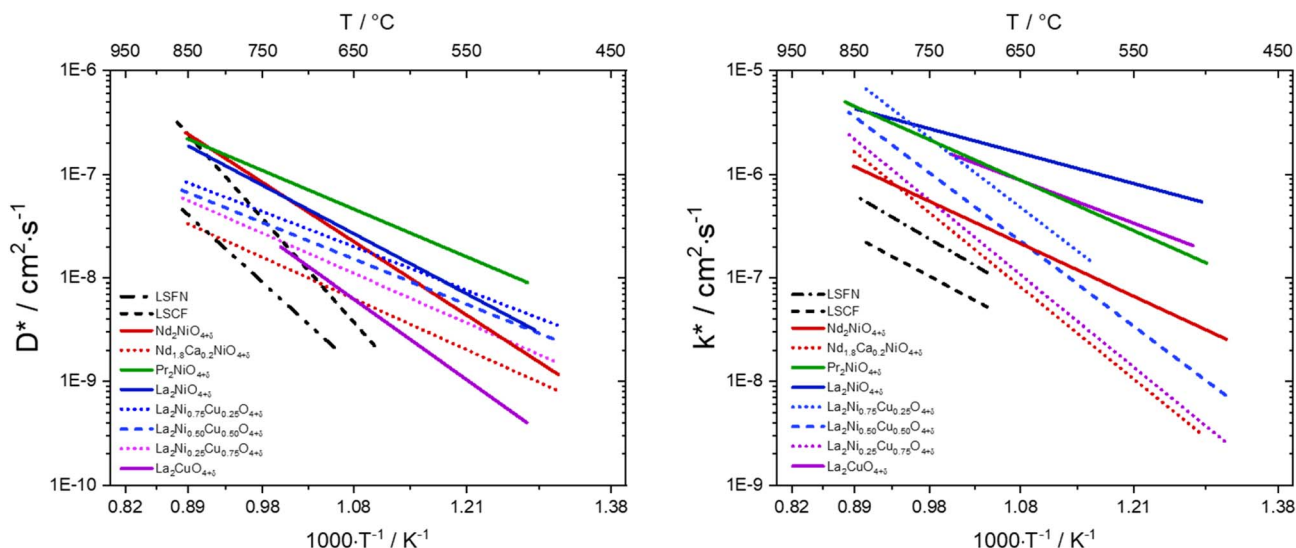 T / °C
950 850 750 650 550 450
1E-6
1E-7
1E-8
1E-9
1E-10
D* / cm²·s⁻¹
LSFN
LSCF
Nd₂NiO₄₊δ
Nd₁.₈Ca₀.₂NiO₄₊δ
Pr₂NiO₄₊δ
La₂NiO₄₊δ
La₂Ni₀.₇₅Cu₀.₂₅O₄₊δ
La₂Ni₀.₅₀Cu₀.₅₀O₄₊δ
La₂Ni₀.₂₅Cu₀.₇₅O₄₊δ
La₂CuO₄₊δ
0.82 0.89 0.98 1.08 1.21 1.38
1000·T⁻¹ / K⁻¹
T / °C
950 850 750 650 550 450
1E-5
1E-6
1E-7
1E-8
1E-9
k* / cm²·s⁻¹
LSFN
LSCF
Nd₂NiO₄₊δ
Nd₁.₈Ca₀.₂NiO₄₊δ
Pr₂NiO₄₊δ
La₂NiO₄₊δ
La₂Ni₀.₇₅Cu₀.₂₅O₄₊δ
La₂Ni₀.₅₀Cu₀.₅₀O₄₊δ
La₂Ni₀.₂₅Cu₀.₇₅O₄₊δ
La₂CuO₄₊δ
0.82 0.89 0.98 1.08 1.21 1.38
1000·T⁻¹ / K⁻¹